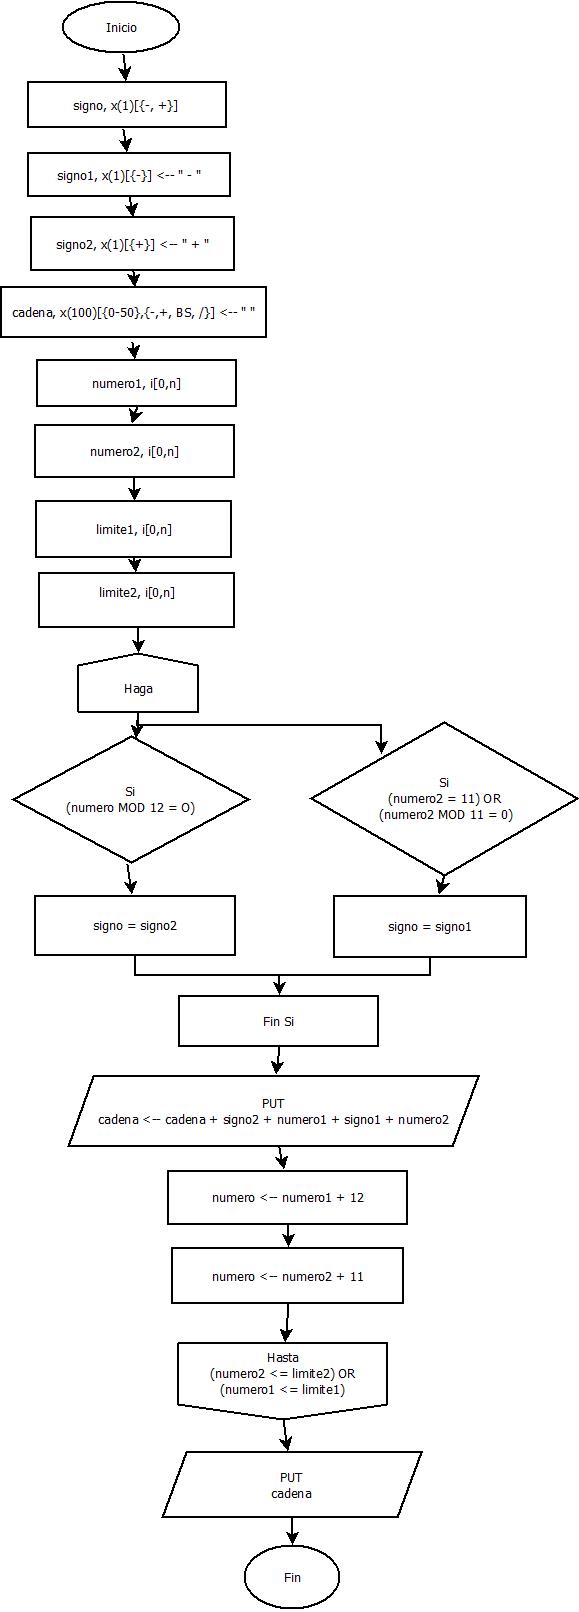 Inicio
signo, x(1)[{-, +}]
signo1, x(1)[{-}] <-- " - "
signo2, x(1)[{+}] <-- " + "
cadena, x(100)[{0-50},{-,+, BS, /}] <-- " "
numero1, i[0,n]
numero2, i[0,n]
limite1, i[0,n]
limite2, i[0,n]
Haga
Si
(numero MOD 12 = O)
Si
(numero2 = 11) OR
(numero2 MOD 11 = 0)
signo = signo2
signo = signo1
Fin Si
PUT
cadena <-- cadena + signo2 + numero1 + signo1 + numero2
numero <-- numero1 + 12
numero <-- numero2 + 11
Hasta
(numero2 <= limite2) OR
(numero1 <= limite1)
PUT
cadena
Fin